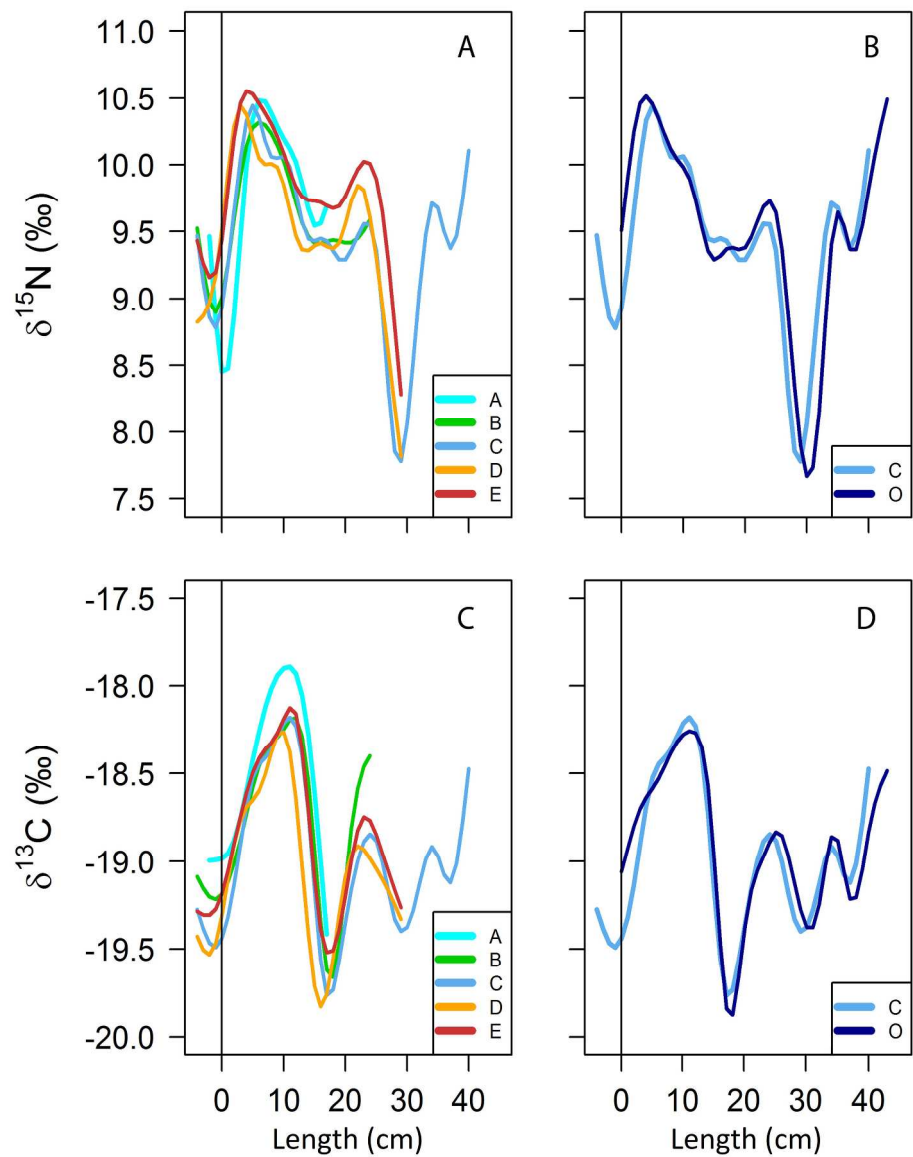 11.0
10.5
10.0
9.5
9.0
8.5
8.0
7.5
δ15N (‰)
A
A
B
C
D
E
B
C
O
-17.5
-18.0
-18.5
-19.0
-19.5
-20.0
δ13C (‰)
C
A
B
C
D
E
0 10 20 30 40
Length (cm)
D
C
O
0 10 20 30 40
Length (cm)